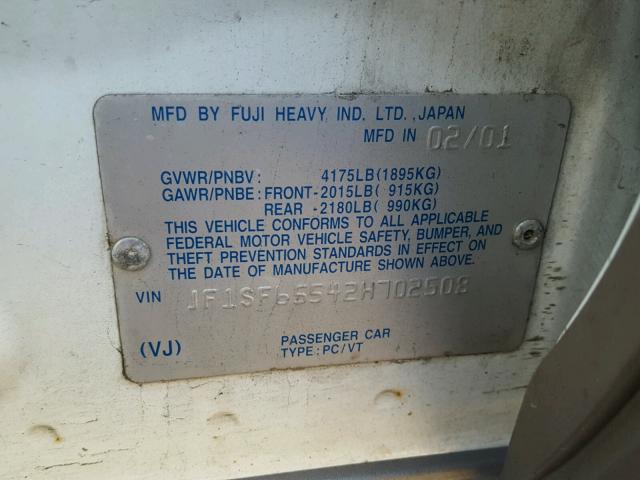 MFD BY FUJI HEAVY IND. LTD., JAPAN
MFD IN 02/01
GVWR/PNBV: 4175LB(1895KG)
GAWR/PNBE: FRONT-2015LB( 915KG)
REAR -2180LB( 990KG)
THIS VEHICLE CONFORMS TO ALL APPLICABLE
FEDERAL MOTOR VEHICLE SAFETY, BUMPER, AND
THEFT PREVENTION STANDARDS IN EFFECT ON
THE DATE OF MANUFACTURE SHOWN ABOVE.
VIN JF1SF65542H702508
(VJ) PASSENGER CAR
TYPE: PC/VT